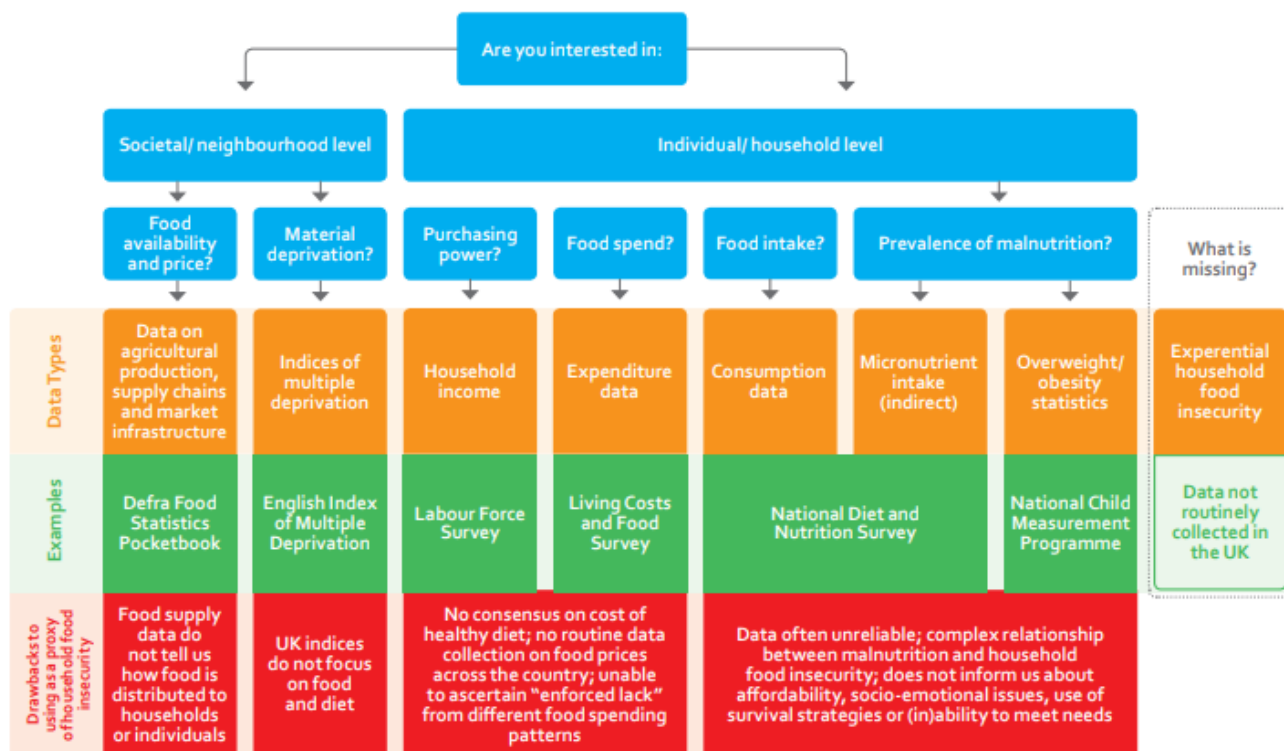 Are you interested in:
Societal/ neighbourhood level
Individual/ household level
Food
availability
and price?
Material
deprivation?
Purchasing
power?
Food spend?
Food intake?
Prevalence of malnutrition?
What is
missing?
Data Types
Data on
agricultural
production,
supply chains
and market
infrastructure
Indices of
multiple
deprivation
Household
income
Expenditure
data
Consumption
data
Micronutrient
intake
(indirect)
Overweight/
obesity
statistics
Experential
household
food
insecurity
Examples
Defra Food
Statistics
Pocketbook
English Index
of Multiple
Deprivation
Labour Force
Survey
Living Costs
and Food
Survey
National Diet and
Nutrition Survey
National Child
Measurement
Programme
Data not
routinely
collected in
the UK
Drawbacks to
using as a proxy
of household food
insecurity
Food supply
data do
not tell us
how food is
distributed to
households
or individuals
UK indices
do not focus
on food
and diet
No consensus on cost of
healthy diet; no routine data
collection on food prices
across the country; unable
to ascertain “enforced lack”
from different food spending
patterns
Data often unreliable; complex relationship
between malnutrition and household
food insecurity; does not inform us about
affordability, socio-emotional issues, use of
survival strategies or (in)ability to meet needs